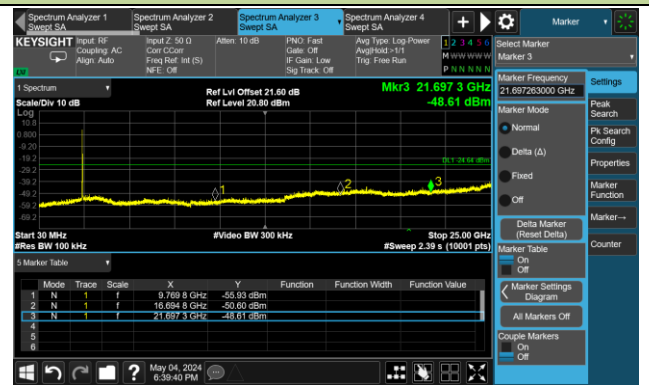 Spectrum Analyzer 1
Swept SA
Spectrum Analyzer 2
Swept SA
Spectrum Analyzer 3
Swept SA
Spectrum Analyzer 4
Swept SA
Marker
KEYSIGHT
Input: RF
Coupling: AC
Align: Auto
Input Z: 50 Ω
Corr CCorr
Freq Ref: Int (S)
NFE: Off
Atten: 10 dB
PNO: Fast
Gate: Off
IF Gain: Low
Sig Track: Off
Avg Type: Log-Power
Avg|Hold:>1/1
Trig: Free Run
1 2 3 4 5 6
M W W W W W
P N N N N N
Select Marker
Marker 3
1 Spectrum
Scale/Div 10 dB
Log
Ref Lvl Offset 21.60 dB
Ref Level 20.80 dBm
Mkr3 21.697 3 GHz
-48.61 dBm
10.8
0.800
-9.20
-19.2
-29.2
-39.2
-49.2
-59.2
-69.2
DL1 -24.64 dBm
1
2
3
Start 30 MHz
#Res BW 100 kHz
#Video BW 300 kHz
Stop 25.00 GHz
#Sweep 2.39 s (10001 pts)
5 Marker Table
Mode Trace Scale X Y Function Function Width Function Value
1 N 1 f 9.769 8 GHz -55.93 dBm
2 N 1 f 16.694 8 GHz -50.60 dBm
3 N 1 f 21.697 3 GHz -48.61 dBm
4
5
6
Marker Frequency
21.697263000 GHz
Marker Mode
Normal
Delta (Δ)
Fixed
Off
Delta Marker
(Reset Delta)
Marker Table
On
Off
Marker Settings
Diagram
All Markers Off
Couple Markers
On
Off
Settings
Peak
Search
Pk Search
Config
Properties
Marker
Function
Marker→
Counter
May 04, 2024
6:39:40 PM